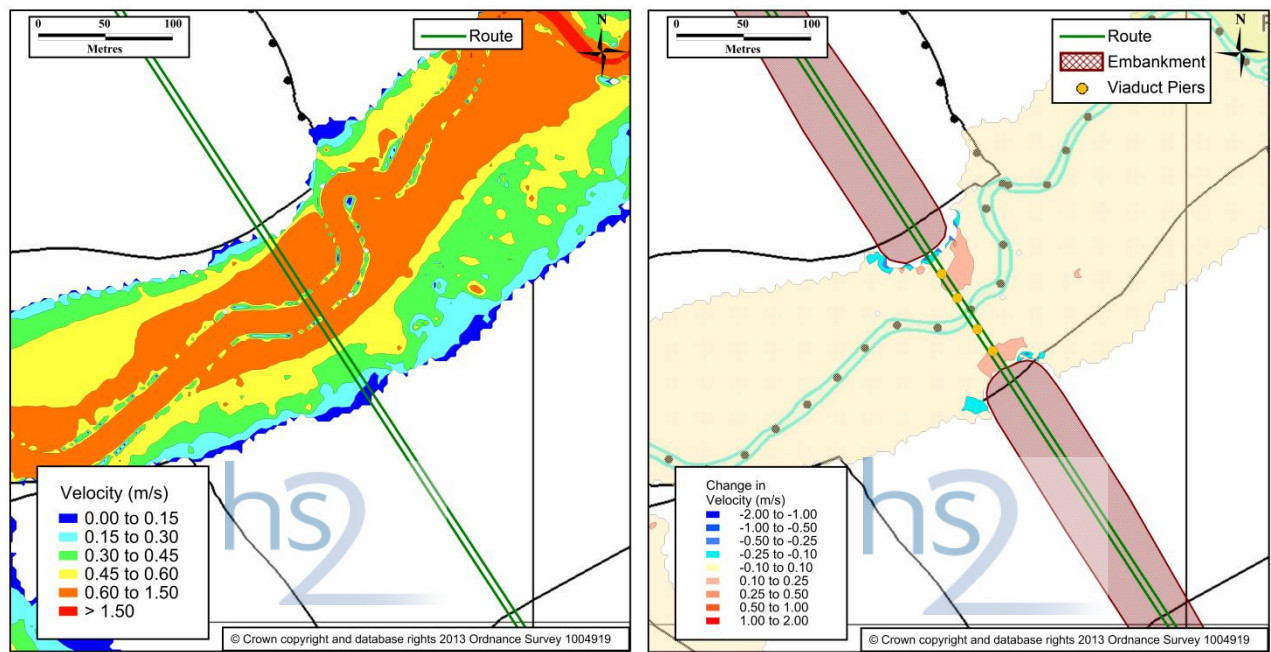 0 50 100
Metres
Route
N
Velocity (m/s)
0.00 to 0.15
0.15 to 0.30
0.30 to 0.45
0.45 to 0.60
0.60 to 1.50
> 1.50
hs2
© Crown copyright and database rights 2013 Ordnance Survey 1004919
0 50 100
Metres
Route
Embankment
Viaduct Piers
N
Change in
Velocity (m/s)
-2.00 to -1.00
-1.00 to -0.50
-0.50 to -0.25
-0.25 to -0.10
-0.10 to 0.10
0.10 to 0.25
0.25 to 0.50
0.50 to 1.00
1.00 to 2.00
hs2
© Crown copyright and database rights 2013 Ordnance Survey 1004919